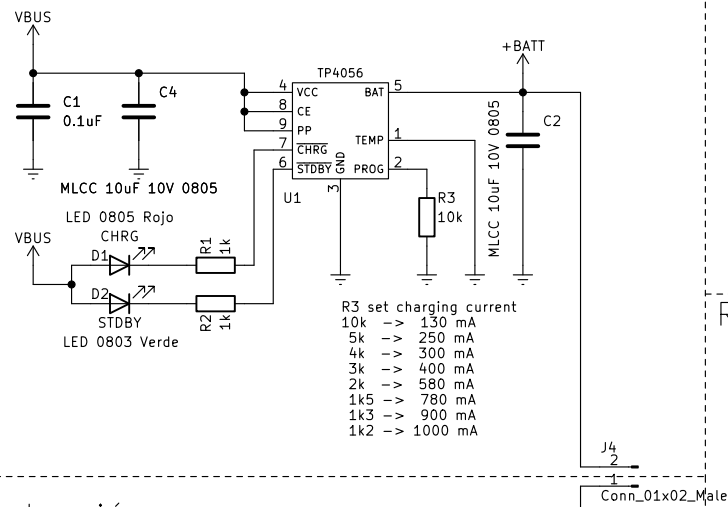 VBUS
+BATT
TP4056
C1
0.1uF
C4
4 VCC
8 CE
9 PP
7 CHRG
6 STDBY
GND
3
BAT 5
TEMP 1
PROG 2
U1
MLCC 10uF 10V 0805
C2
MLCC 10uF 10V 0805
R3
10k
LED 0805 Rojo
CHRG
VBUS
D1
R1
1k
D2
R2
1k
STDBY
LED 0803 Verde
R3 set charging current
10k -> 130 mA
5k -> 250 mA
4k -> 300 mA
3k -> 400 mA
2k -> 580 mA
1k5 -> 780 mA
1k3 -> 900 mA
1k2 -> 1000 mA
J4
2
1
Conn_01x02_Male